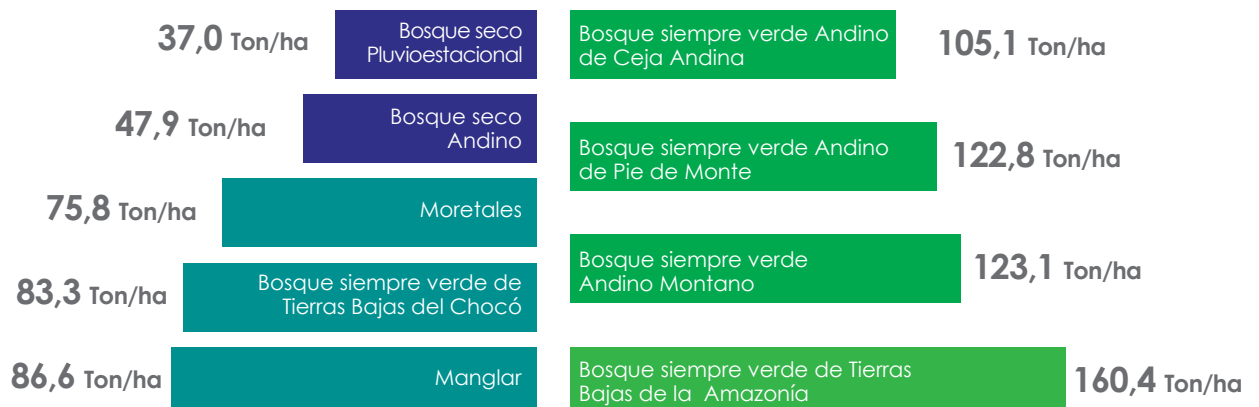 37,0 Ton/ha
Bosque seco
Pluvioestacional
47,9 Ton/ha
Bosque seco
Andino
75,8 Ton/ha
Moretales
83,3 Ton/ha
Bosque siempre verde de
Tierras Bajas del Chocó
86,6 Ton/ha
Manglar
Bosque siempre verde Andino
de Ceja Andina
105,1 Ton/ha
Bosque siempre verde Andino
de Pie de Monte
122,8 Ton/ha
Bosque siempre verde
Andino Montano
123,1 Ton/ha
Bosque siempre verde de Tierras
Bajas de la Amazonía
160,4 Ton/ha